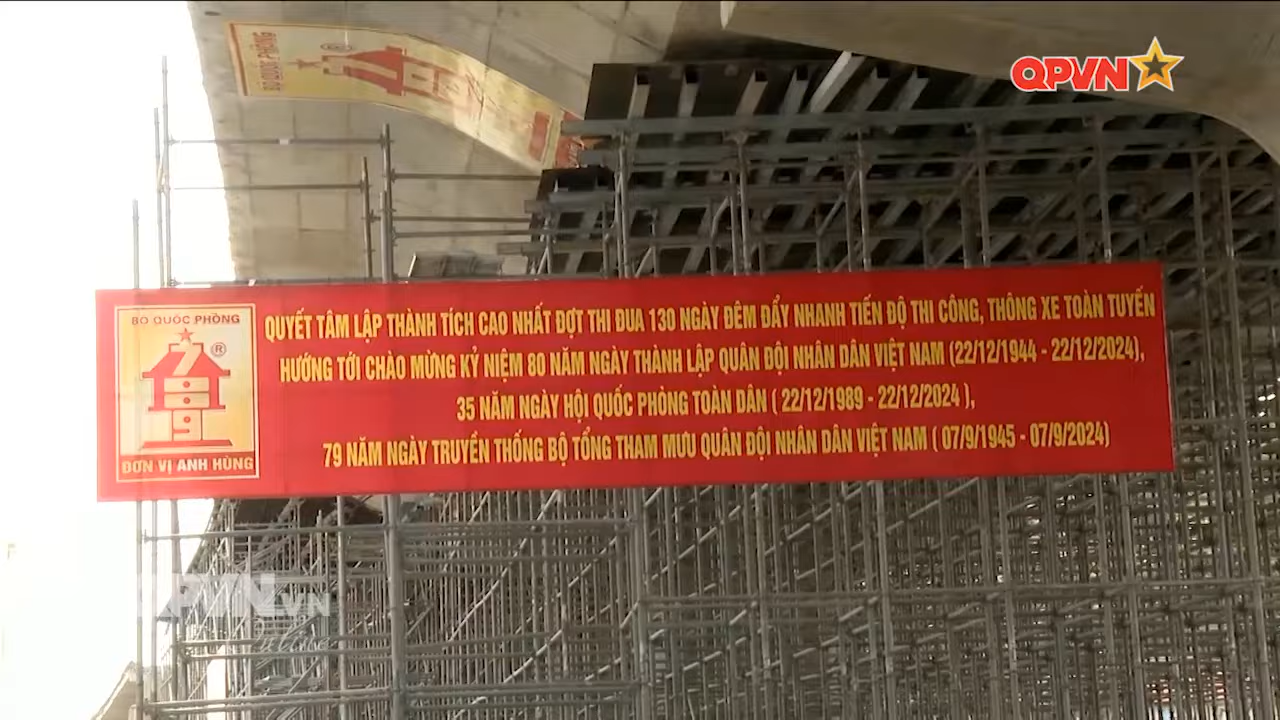 BỘ QUỐC PHÒNG
QPVN
BỘ QUỐC PHÒNG
®
789
ĐƠN VỊ ANH HÙNG
QUYẾT TÂM LẬP THÀNH TÍCH CAO NHẤT ĐỢT THI ĐUA 130 NGÀY ĐÊM ĐẨY NHANH TIẾN ĐỘ THI CÔNG, THÔNG XE TOÀN TUYẾN
HƯỚNG TỚI CHÀO MỪNG KỶ NIỆM 80 NĂM NGÀY THÀNH LẬP QUÂN ĐỘI NHÂN DÂN VIỆT NAM (22/12/1944 - 22/12/2024),
35 NĂM NGÀY HỘI QUỐC PHÒNG TOÀN DÂN ( 22/12/1989 - 22/12/2024 ),
79 NĂM NGÀY TRUYỀN THỐNG BỘ TỔNG THAM MƯU QUÂN ĐỘI NHÂN DÂN VIỆT NAM ( 07/9/1945 - 07/9/2024)
QPVN.VN